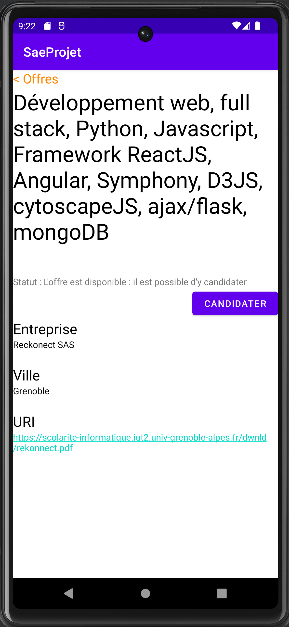 9:22
SaeProjet
< Offres
Développement web, full
stack, Python, Javascript,
Framework ReactJS,
Angular, Symphony, D3JS,
cytoscapeJS, ajax/flask,
mongoDB
Statut : L'offre est disponible : il est possible d'y candidater
CANDIDATER
Entreprise
Reckonect SAS
Ville
Grenoble
URI
https://scolarite-informatique.iut2.univ-grenoble-alpes.fr/dwnld
/rekonnect.pdf